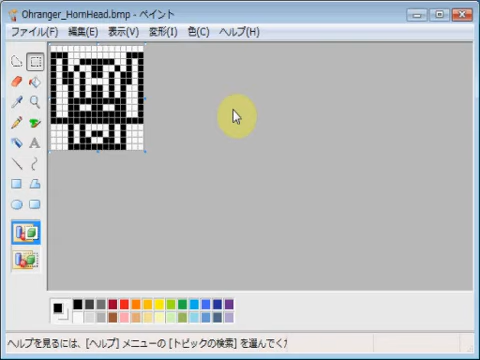 Ohranger_HornHead.bmp - ペイント
ファイル(F) 編集(E) 表示(V) 変形(I) 色(C) ヘルプ(H)
A
ヘルプを見るには、[ヘルプ] メニューの [トピックの検索] を選んでくだ